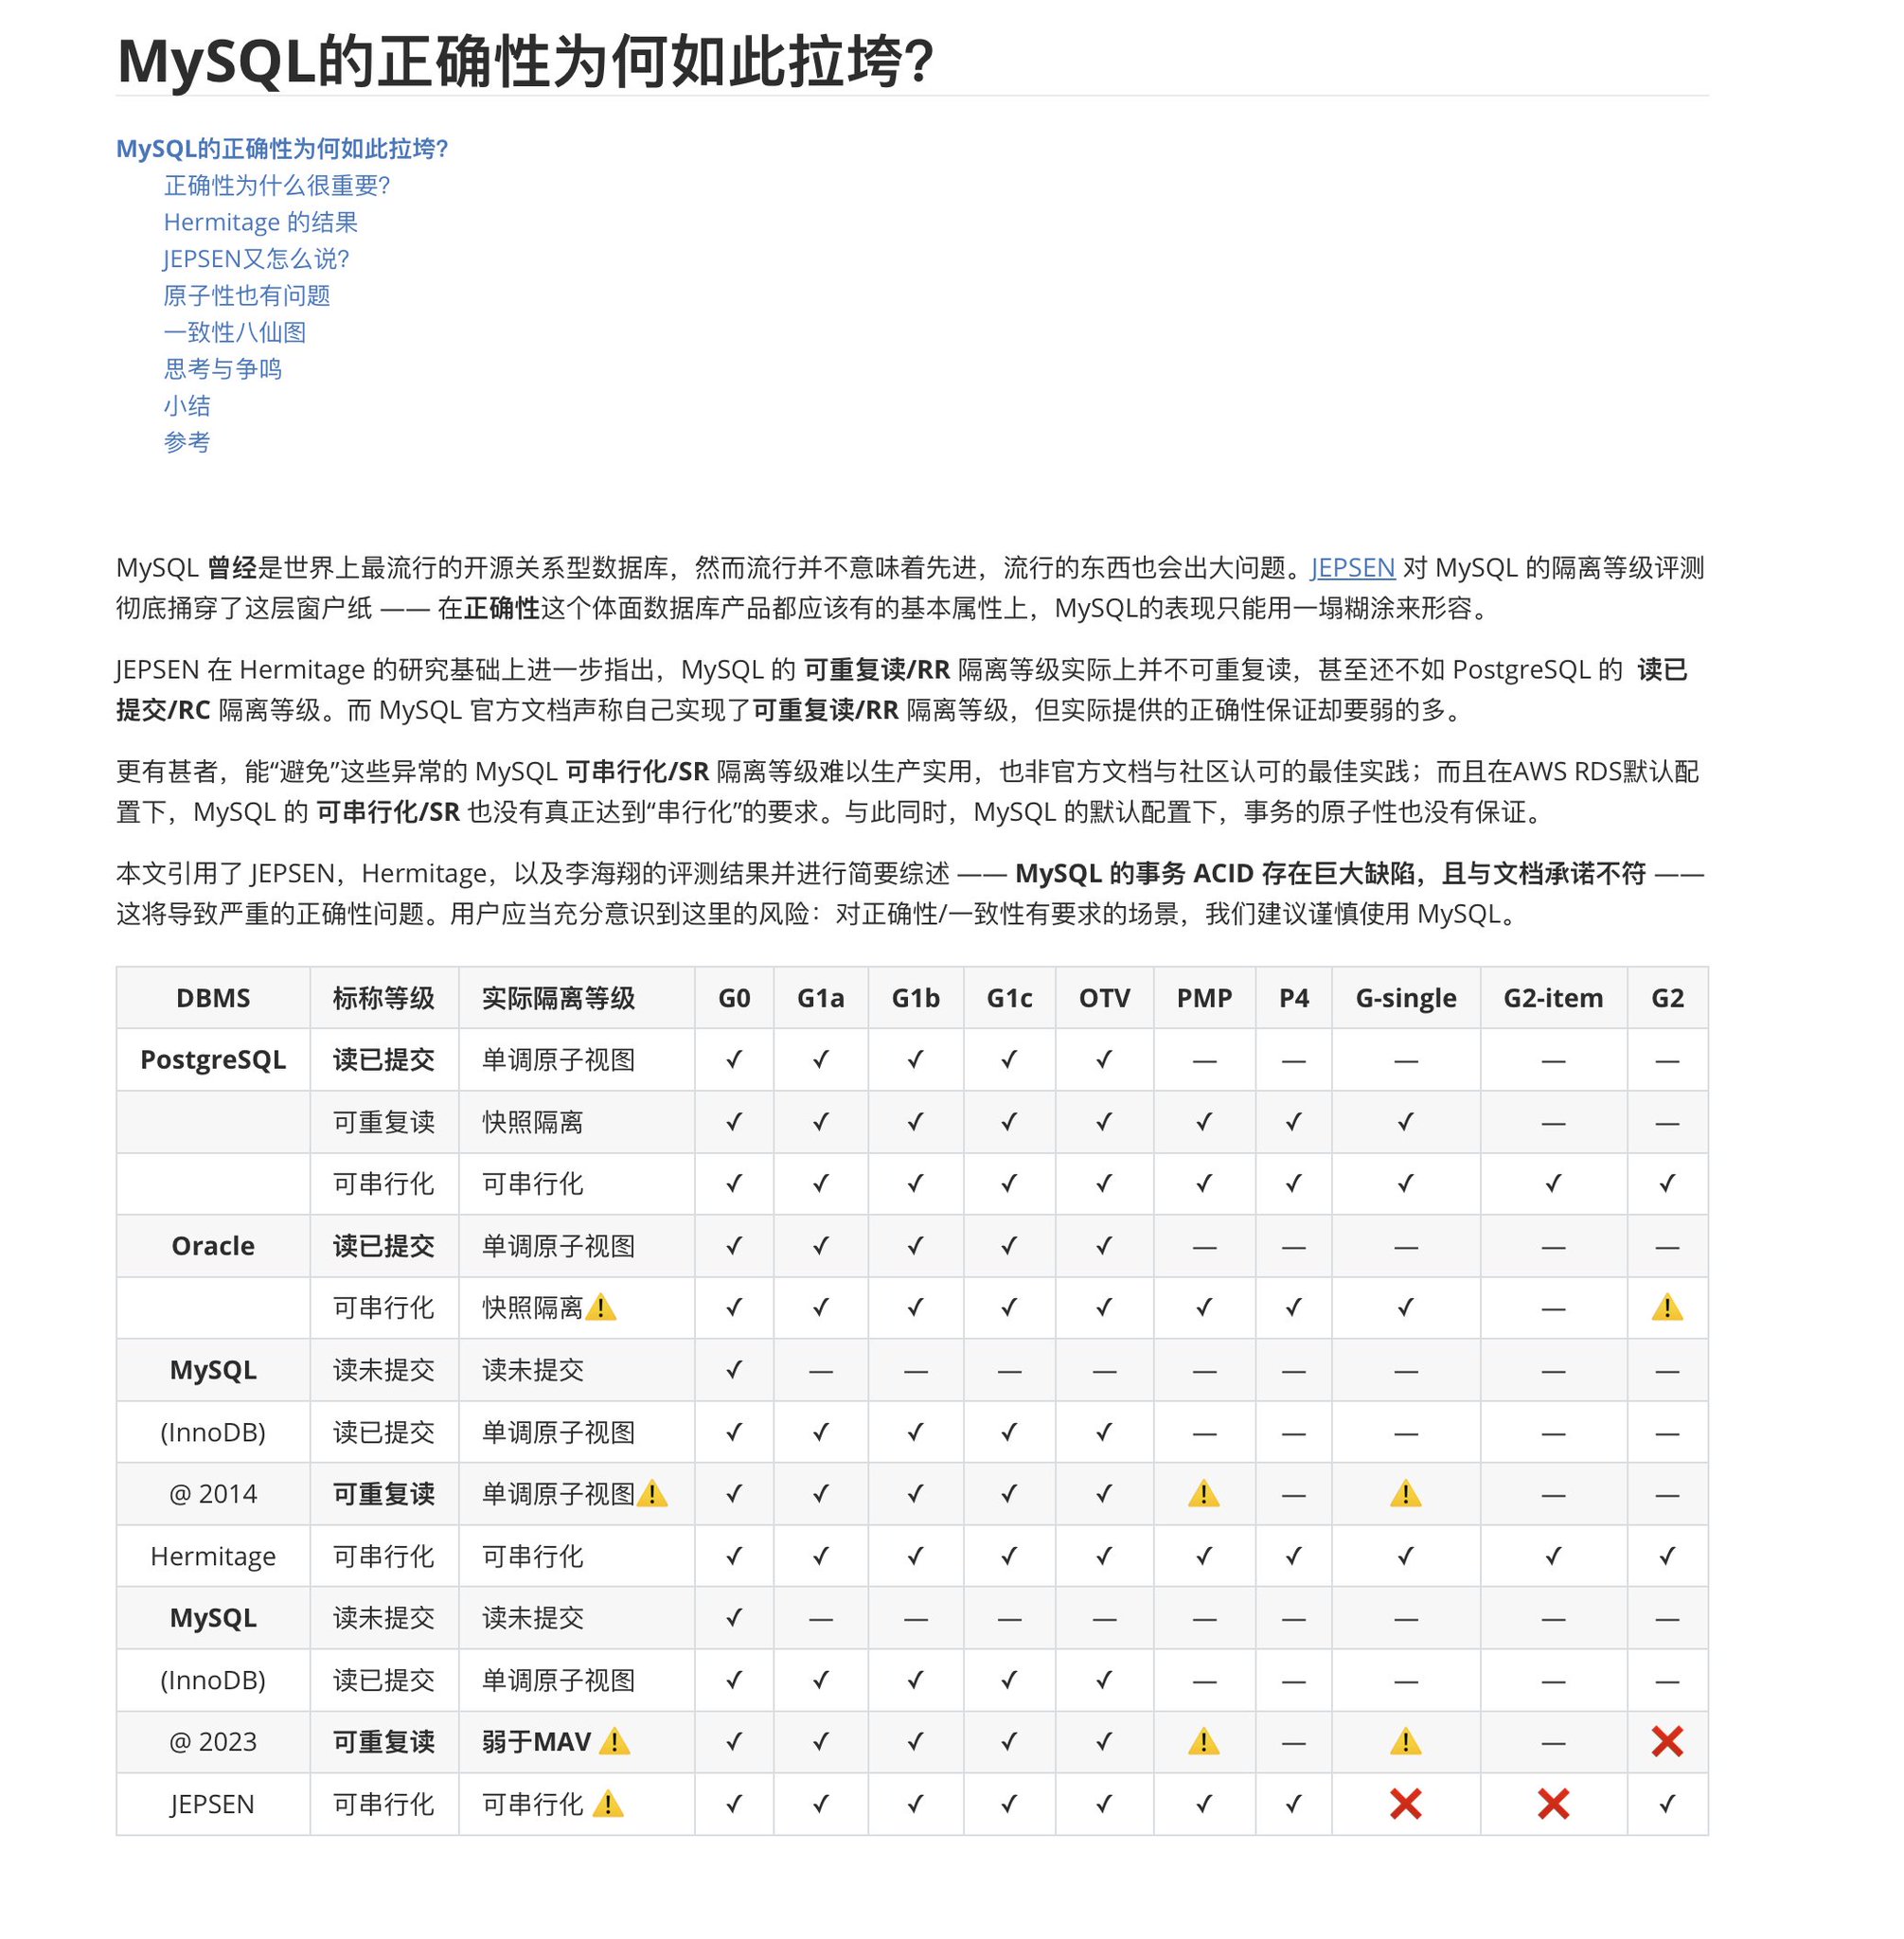 MySQL的正确性为何如此拉垮？
MySQL的正确性为何如此拉垮？
正确性为什么很重要？
Hermitage 的结果
JEPSEN又怎么说？
原子性也有问题
一致性八仙图
思考与争鸣
小结
参考
MySQL 曾经是世界上最流行的开源关系型数据库，然而流行并不意味着先进，流行的东西也会出大问题。JEPSEN 对 MySQL 的隔离等级评测
彻底捅穿了这层窗户纸 —— 在正确性这个体面数据库产品都应该有的基本属性上，MySQL的表现只能用一塌糊涂来形容。
JEPSEN 在 Hermitage 的研究基础上进一步指出，MySQL 的 可重复读/RR 隔离等级实际上并不可重复读，甚至还不如 PostgreSQL 的 读已
提交/RC 隔离等级。而 MySQL 官方文档声称自己实现了可重复读/RR 隔离等级，但实际提供的正确性保证却要弱的多。
更有甚者，能“避免”这些异常的 MySQL 可串行化/SR 隔离等级难以生产实用，也非官方文档与社区认可的最佳实践；而且在AWS RDS默认配
置下，MySQL 的 可串行化/SR 也没有真正达到“串行化”的要求。与此同时，MySQL 的默认配置下，事务的原子性也没有保证。
本文引用了 JEPSEN，Hermitage，以及李海翔的评测结果并进行简要综述 —— MySQL 的事务 ACID 存在巨大缺陷，且与文档承诺不符 ——
这将导致严重的正确性问题。用户应当充分意识到这里的风险：对正确性/一致性有要求的场景，我们建议谨慎使用 MySQL。
DBMS 标称等级 实际隔离等级 G0 G1a G1b G1c OTV PMP P4 G-single G2-item G2
PostgreSQL 读已提交 单调原子视图 ✓ ✓ ✓ ✓ ✓ — — — — —
可重复读 快照隔离 ✓ ✓ ✓ ✓ ✓ ✓ ✓ ✓ — —
可串行化 可串行化 ✓ ✓ ✓ ✓ ✓ ✓ ✓ ✓ ✓ ✓
Oracle 读已提交 单调原子视图 ✓ ✓ ✓ ✓ ✓ — — — — —
可串行化 快照隔离⚠️ ✓ ✓ ✓ ✓ ✓ ✓ ✓ ✓ — ⚠️
MySQL 读未提交 读未提交 ✓ — — — — — — — — —
(InnoDB) 读已提交 单调原子视图 ✓ ✓ ✓ ✓ ✓ — — — — —
@ 2014 可重复读 单调原子视图⚠️ ✓ ✓ ✓ ✓ ✓ ⚠️ — ⚠️ — —
Hermitage 可串行化 可串行化 ✓ ✓ ✓ ✓ ✓ ✓ ✓ ✓ ✓ ✓
MySQL 读未提交 读未提交 ✓ — — — — — — — — —
(InnoDB) 读已提交 单调原子视图 ✓ ✓ ✓ ✓ ✓ — — — — —
@ 2023 可重复读 弱于MAV ⚠️ ✓ ✓ ✓ ✓ ✓ ⚠️ — ⚠️ — ❌
JEPSEN 可串行化 可串行化 ⚠️ ✓ ✓ ✓ ✓ ✓ ✓ ✓ ❌ ❌ ✓